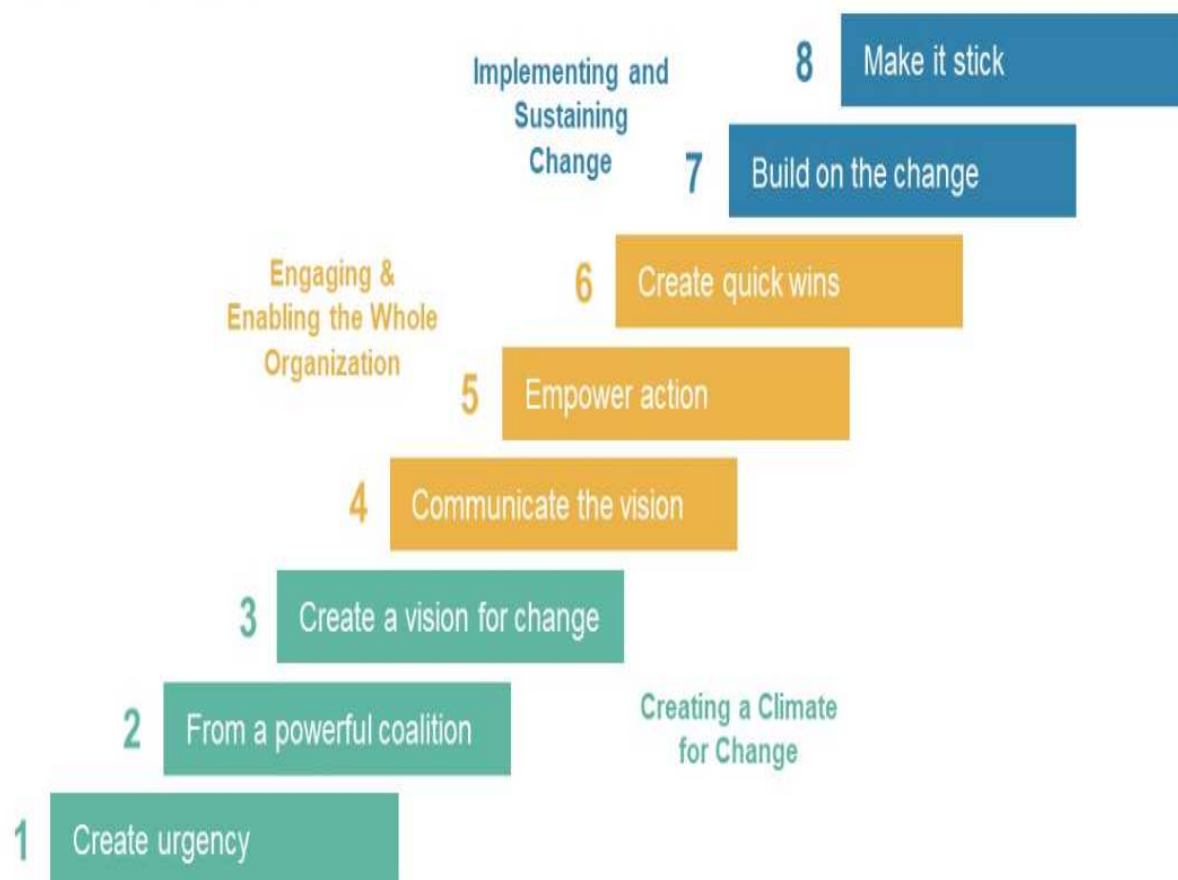 8 Make it stick
Implementing and
Sustaining
Change
7 Build on the change
6 Create quick wins
Engaging &
Enabling the Whole
Organization
5 Empower action
4 Communicate the vision
3 Create a vision for change
2 From a powerful coalition
Creating a Climate
for Change
1 Create urgency